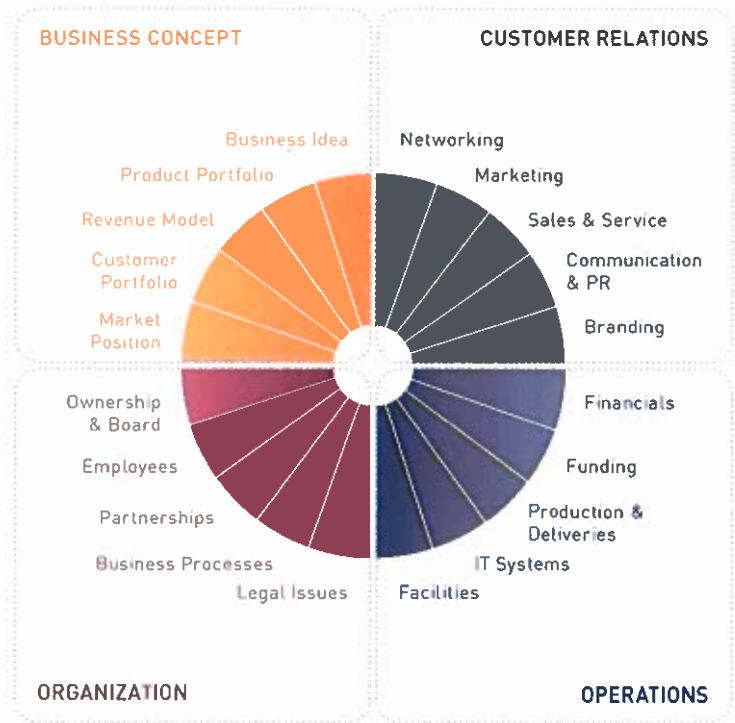 BUSINESS CONCEPT
CUSTOMER RELATIONS
Business Idea
Product Portfolio
Revenue Model
Customer
Portfolio
Market
Position
Networking
Marketing
Sales & Service
Communication
& PR
Branding
Ownership
& Board
Employees
Partnerships
Business Processes
Legal Issues
Financials
Funding
Production &
Deliveries
IT Systems
Facilities
ORGANIZATION
OPERATIONS